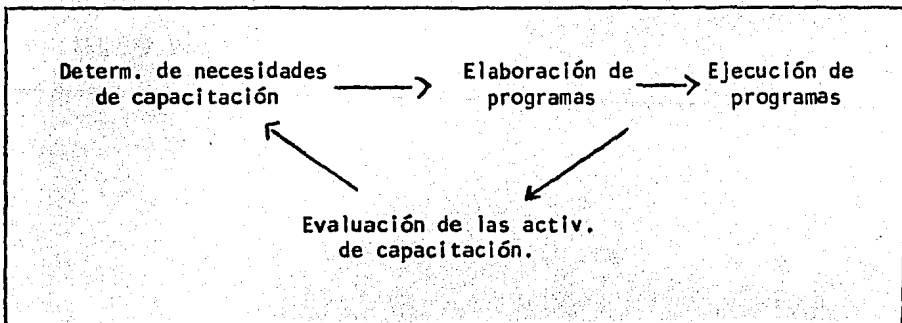 Determ. de necesidades
de capacitación
Elaboración de
programas
Ejecución de
programas
Evaluación de las activ.
de capacitación.